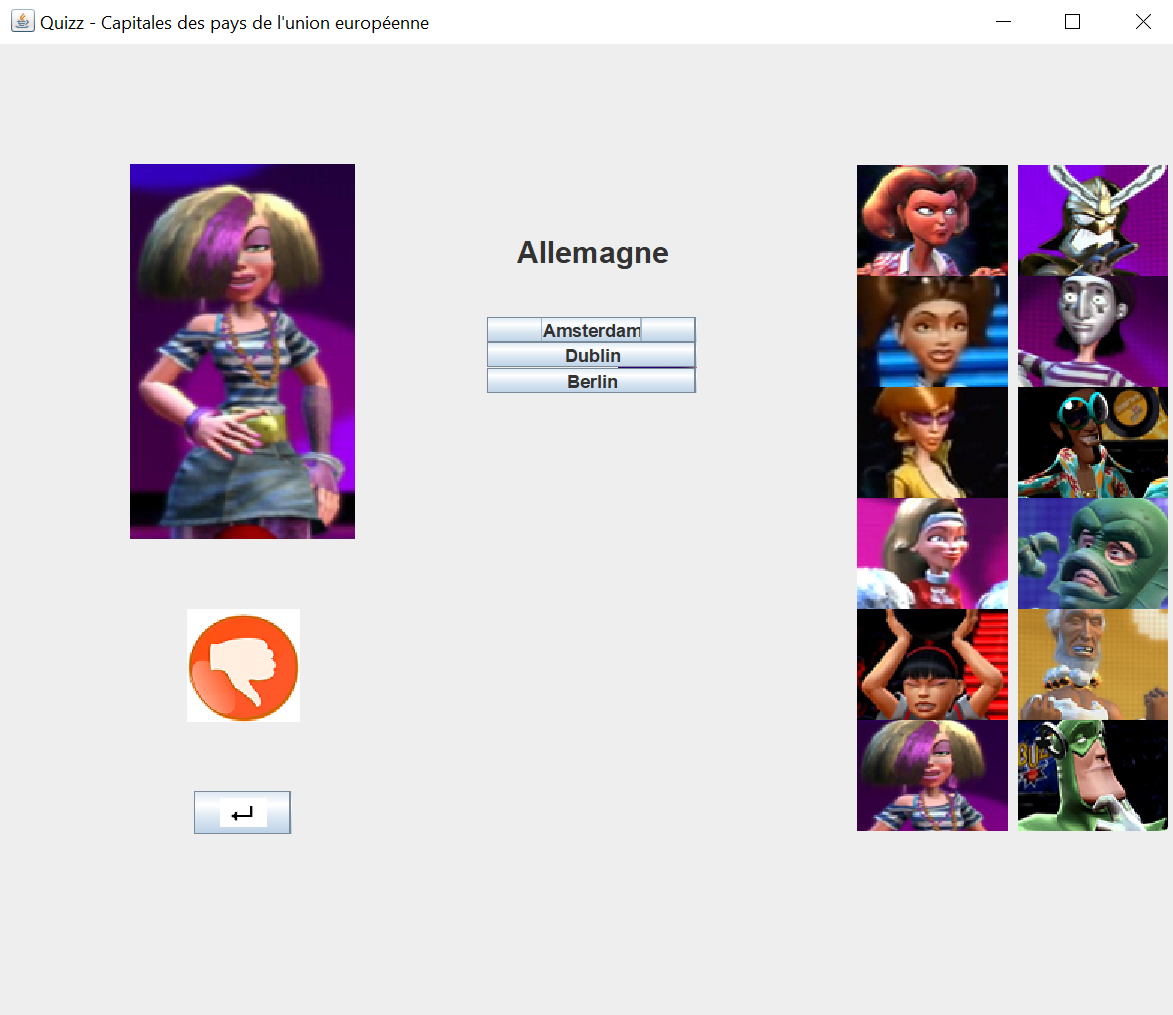 Quizz - Capitales des pays de l'union européenne
Allemagne
Amsterdam
Dublin
Berlin